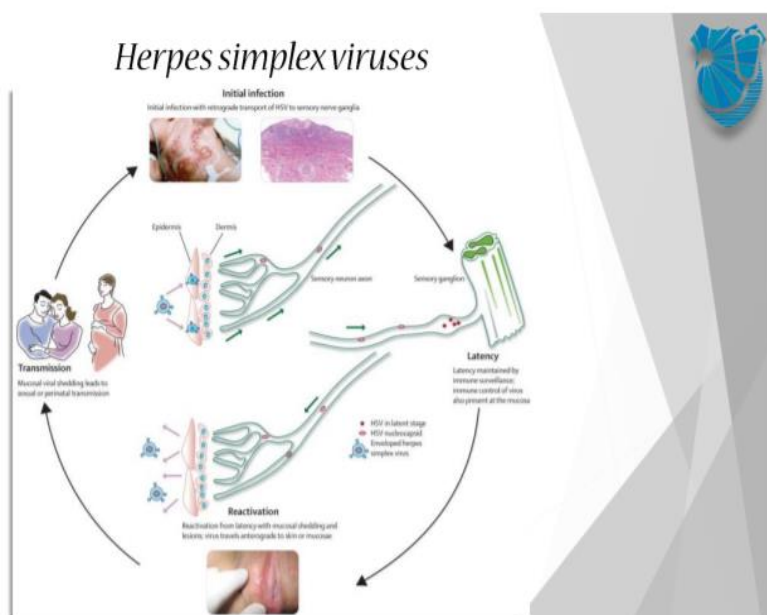 Herpes simplex viruses
Initial infection
Initial infection with retrograde transport of HSV to sensory nerve ganglia
Epidermis
Dermis
Sensory neuron axon
Sensory ganglion
Transmission
Mucosal viral shedding leads to
sexual or perinatal transmission
Latency
Latency maintained by
immune surveillance;
immune control of virus
also present at the mucosa
HSV in latent stage
HSV nucleocapsid
Enveloped herpes
simplex virus
Reactivation
Reactivation from latency with mucosal shedding and
lesions; virus travels anterograde to skin or mucosae